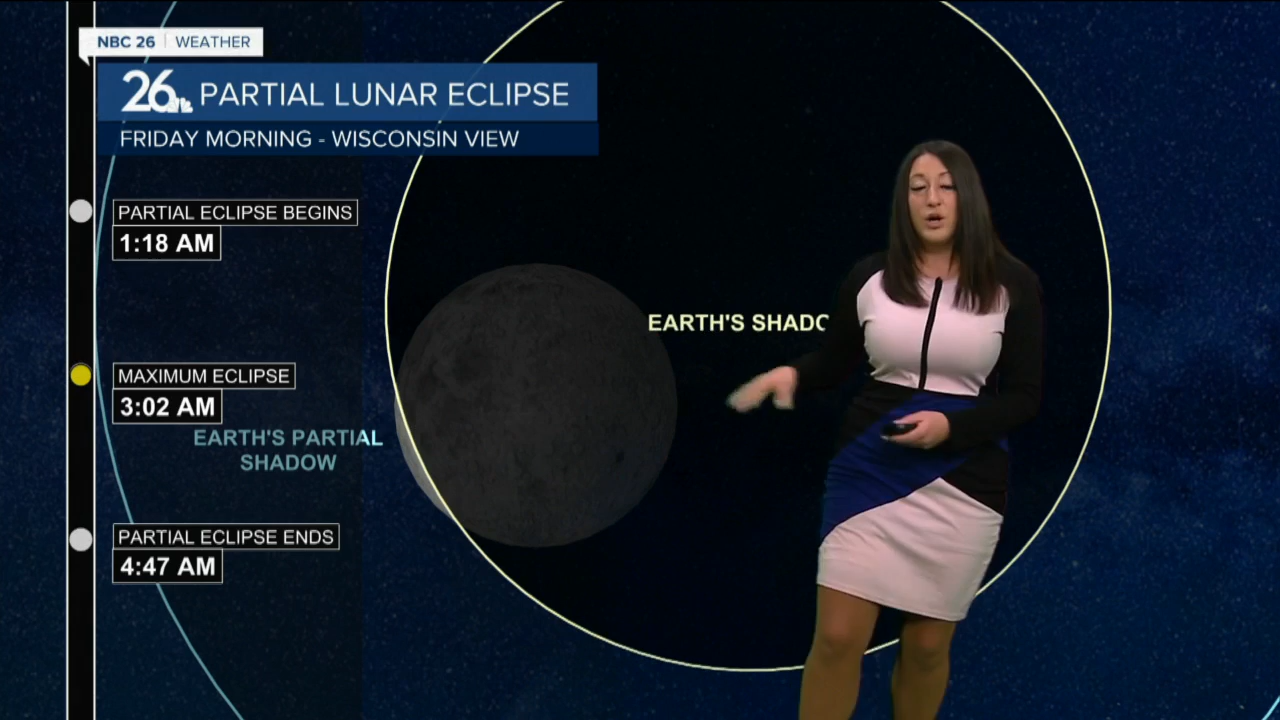 NBC 26 | WEATHER
26 PARTIAL LUNAR ECLIPSE
FRIDAY MORNING - WISCONSIN VIEW
PARTIAL ECLIPSE BEGINS
1:18 AM
EARTH'S SHADO
MAXIMUM ECLIPSE
3:02 AM
EARTH'S PARTIAL
SHADOW
PARTIAL ECLIPSE ENDS
4:47 AM